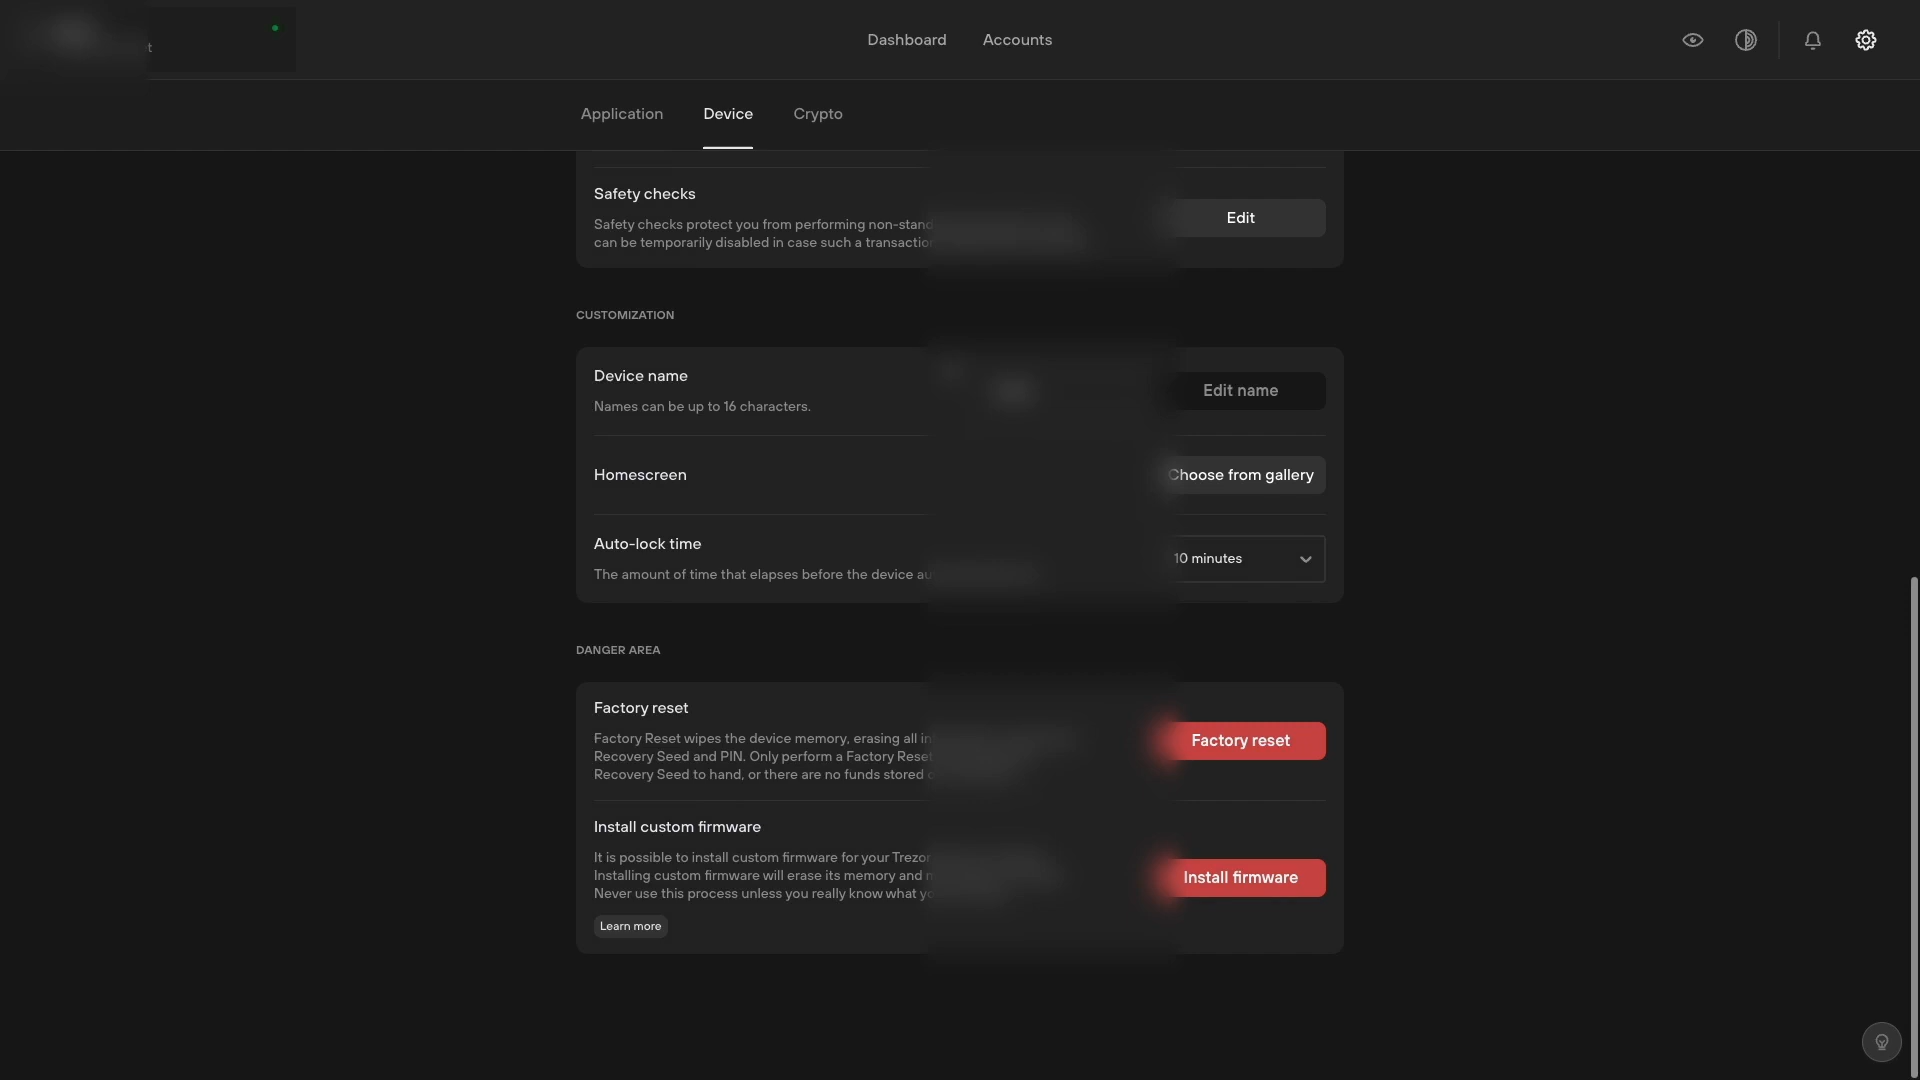 Dashboard
Accounts
Application
Device
Crypto
Safety checks
Safety checks protect you from performing
can be temporarily disabled in case such a
Edit
CUSTOMIZATION
Device name
Names can be up to 16 characters.
Edit name
Homescreen
Choose from gallery
Auto-lock time
The amount of time that elapses before the device
10 minutes
DANGER AREA
Factory reset
Factory Reset wipes the device memory, erasing all
Recovery Seed and PIN. Only perform a Factory Reset
Recovery Seed to hand, or there are no funds stored
Factory reset
Install custom firmware
It is possible to install custom firmware for your Trezor
Installing custom firmware will erase its memory and
Never use this process unless you really know what
Install firmware
Learn more